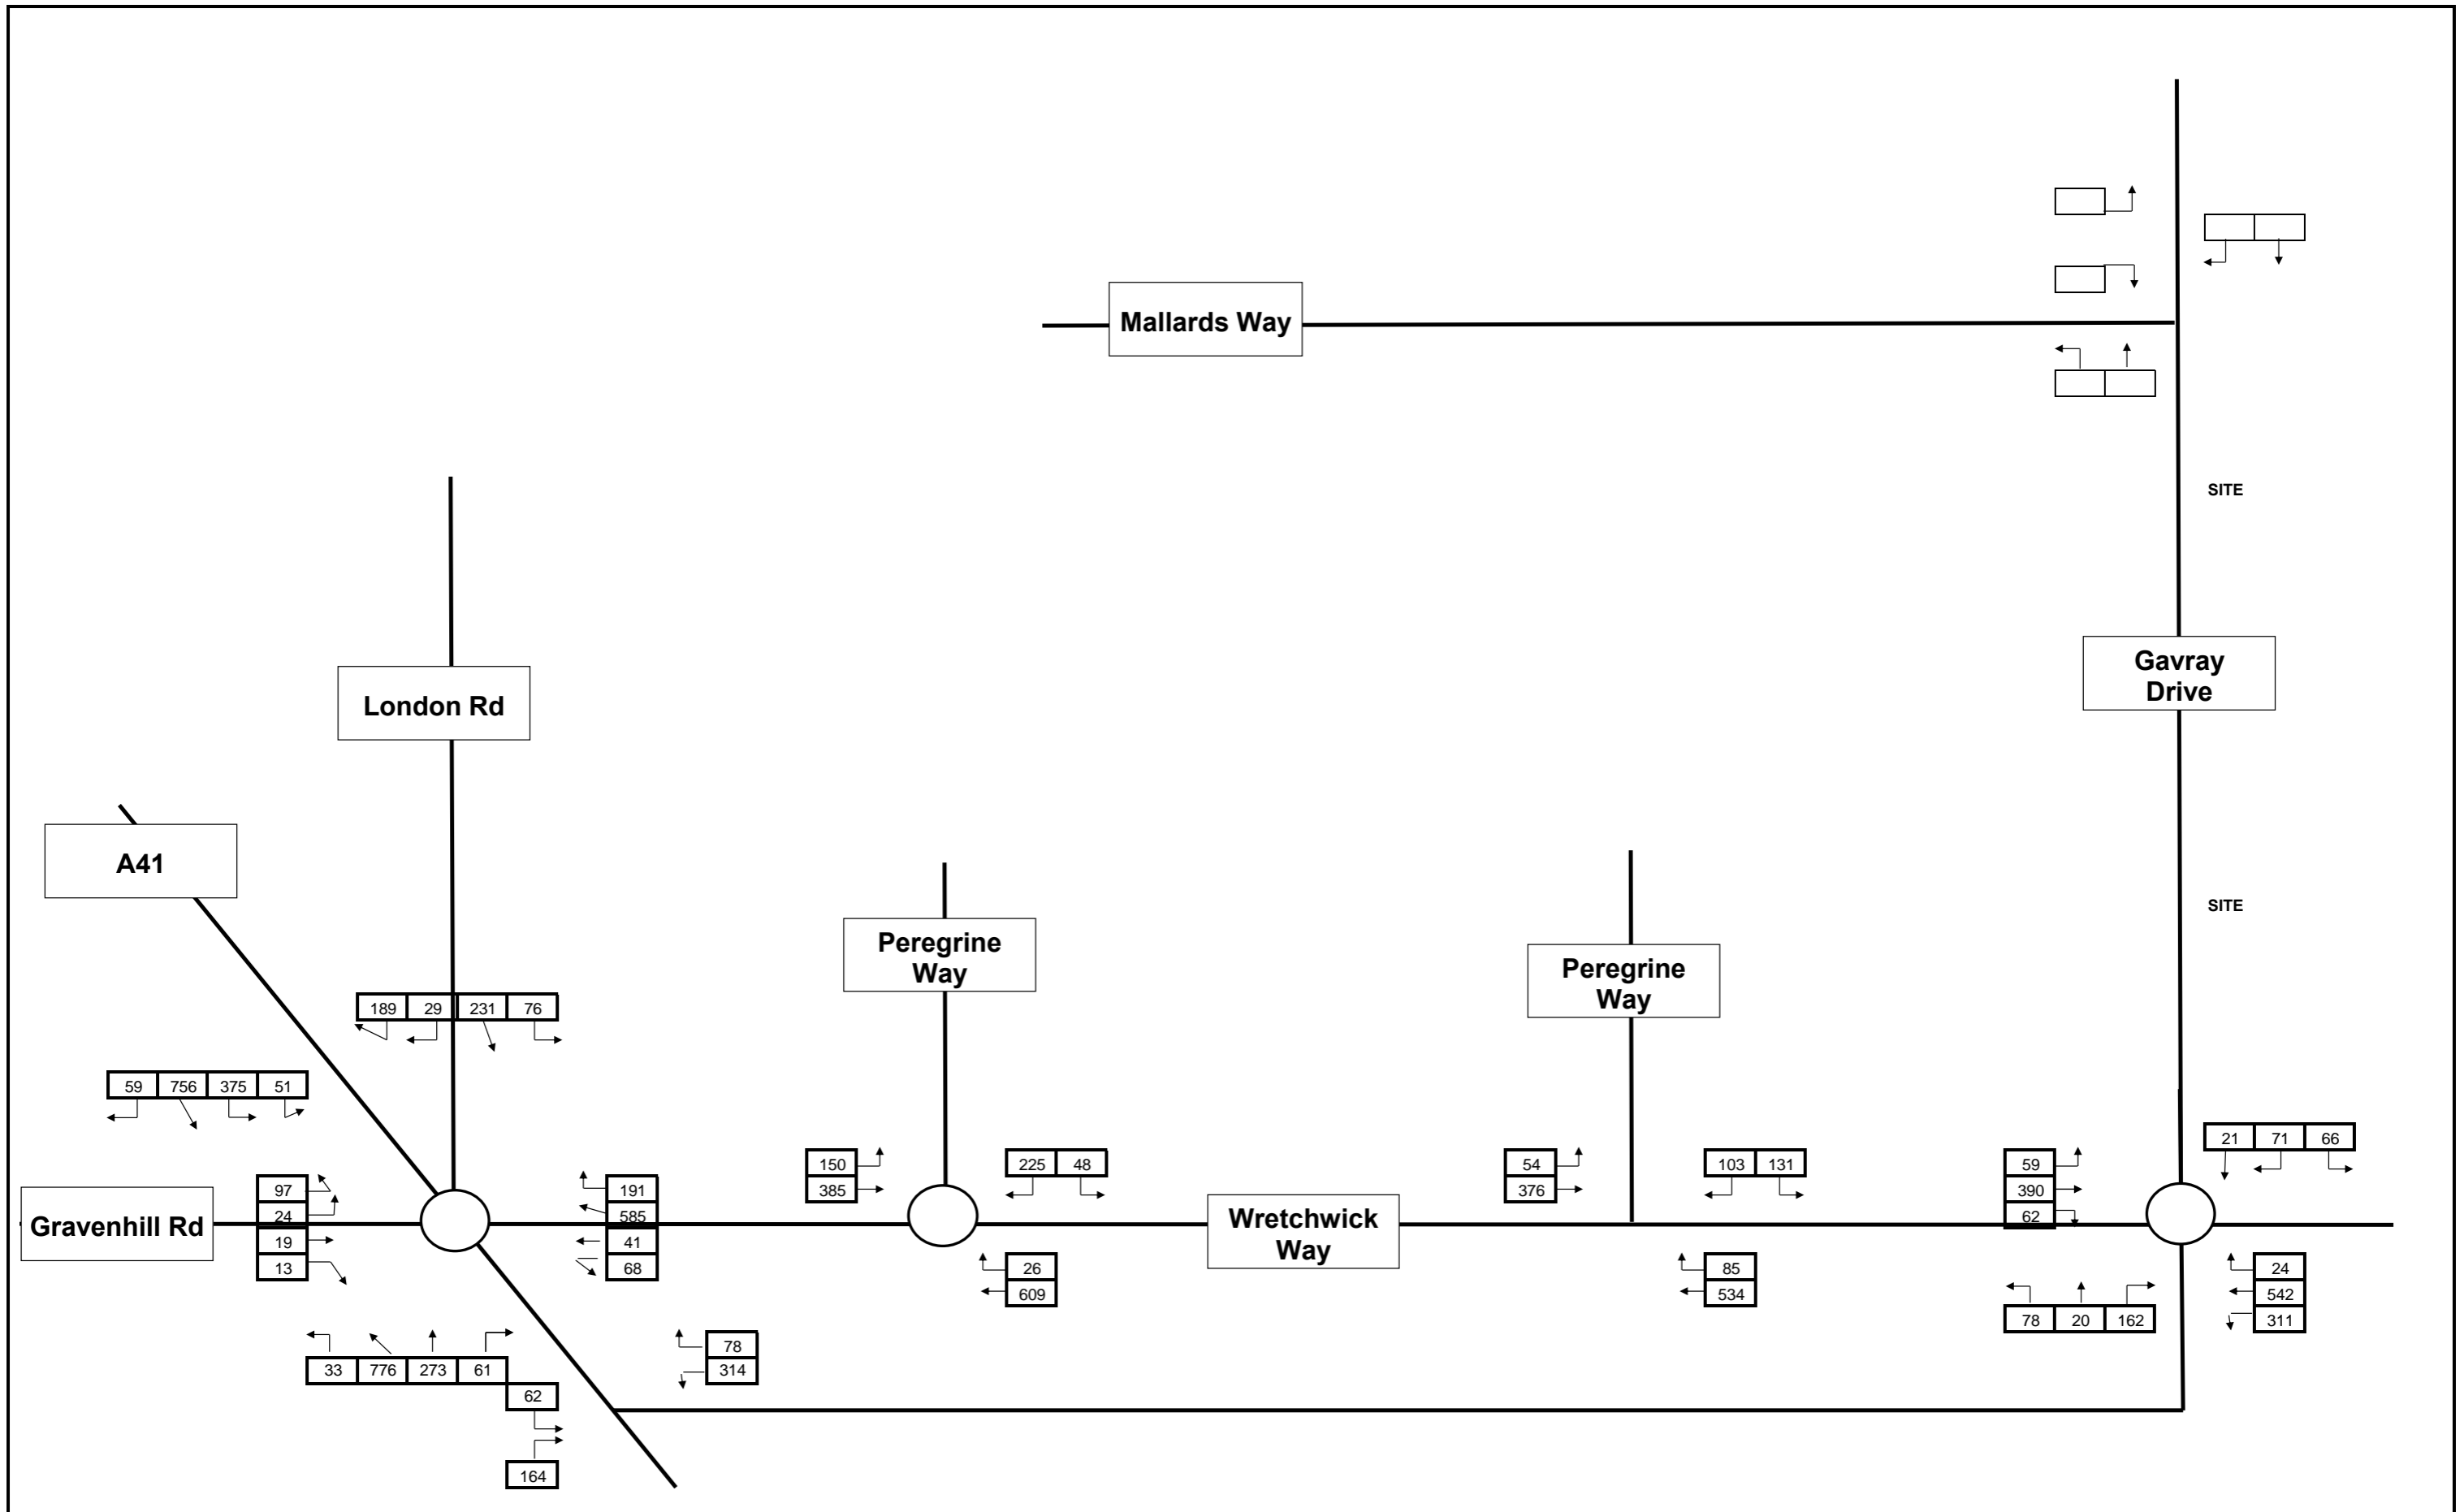 Mallards Way
SITE
Gavray
Drive
London Rd
A41
SITE
Peregrine
Way
Peregrine
Way
189 29 231 76
59 756 375 51
21 71 66
150
385
225 48
54
376
103 131
59
390
62
97
24
19
13
Gravenhill Rd
191
585
41
68
Wretchwick
Way
26
609
85
534
78 20 162
24
542
311
33 776 273 61
62
164
78
314